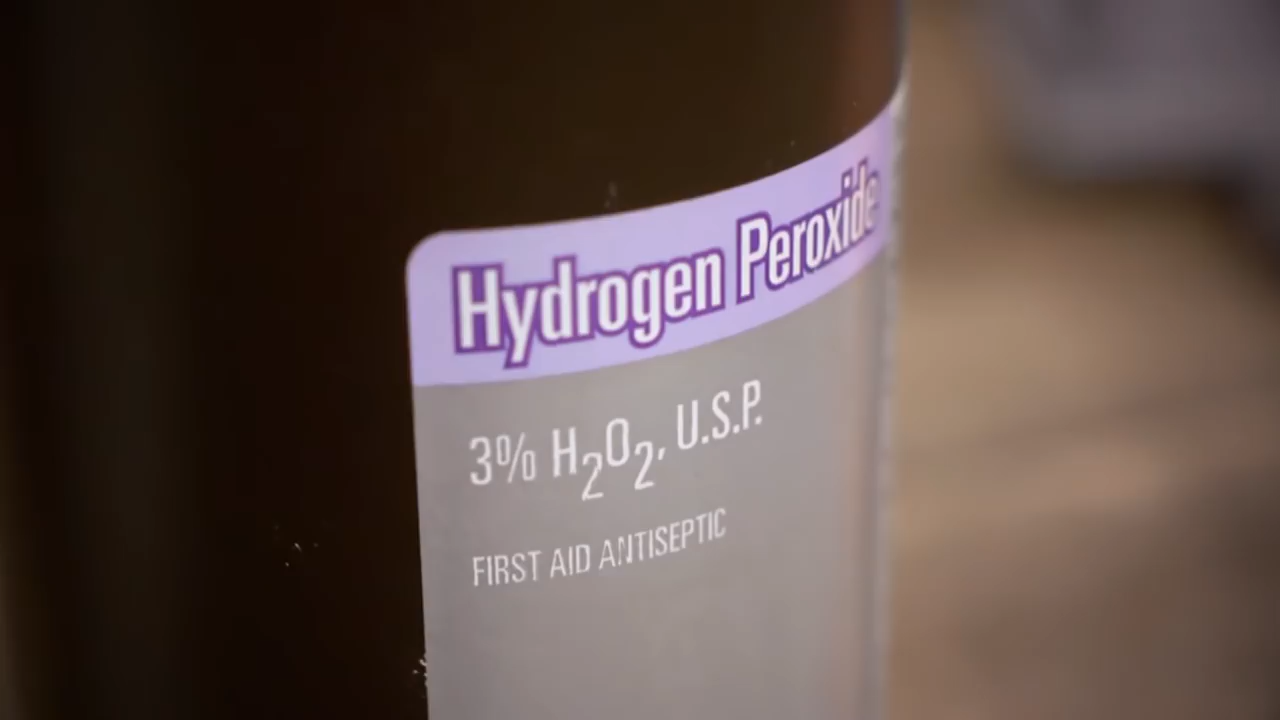 Hydrogen Peroxide
3% H₂O₂, U.S.P.
FIRST AID ANTISEPTIC